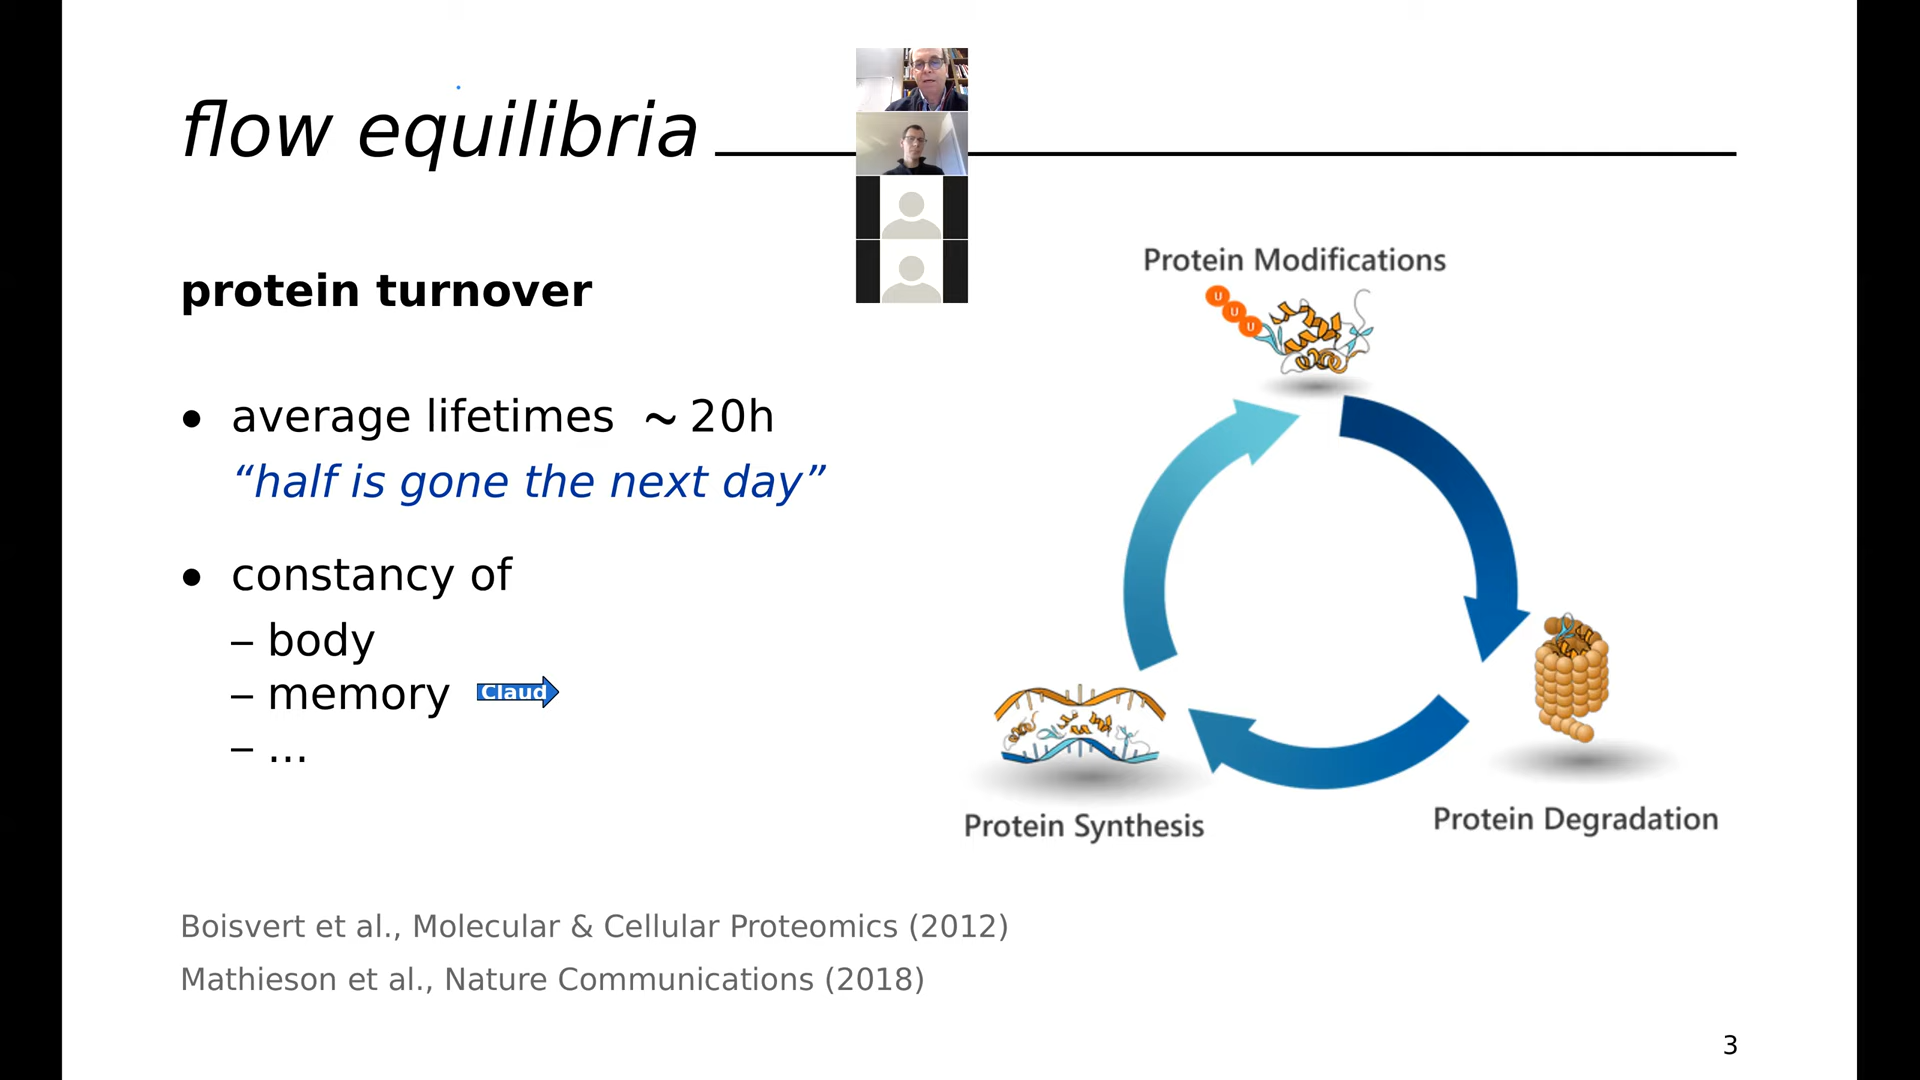 flow equilibria
protein turnover
• average lifetimes ~ 20h
“half is gone the next day”
• constancy of
– body
– memory Claud
– ...
Protein Modifications
U U U
Protein Synthesis
Protein Degradation
Boisvert et al., Molecular & Cellular Proteomics (2012)
Mathieson et al., Nature Communications (2018)
3